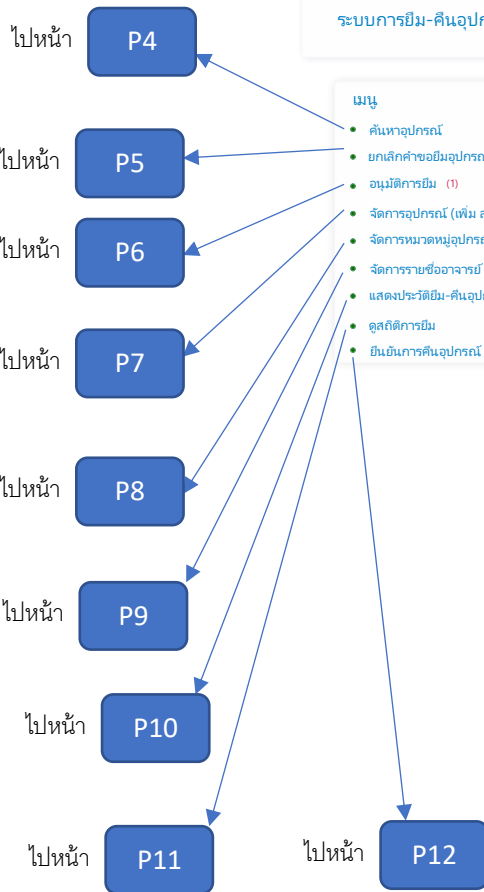 ระบบการยืม-คืนอุปก
ไปหน้า P4
เมนู
ค้นหาอุปกรณ์
ยกเลิกคำขอยืมอุปกรณ
อนุมัติการยืม (1)
จัดการอุปกรณ์ (เพิ่ม ล
จัดการหมวดหมู่อุปกรณ
จัดการรายชื่ออาจารย์
แสดงประวัติยืม-คืนอุปก
ดูสถิติการยืม
ยืนยันการคืนอุปกรณ์
ไปหน้า P5
ไปหน้า P6
ไปหน้า P7
ไปหน้า P8
ไปหน้า P9
ไปหน้า P10
ไปหน้า P11
ไปหน้า P12